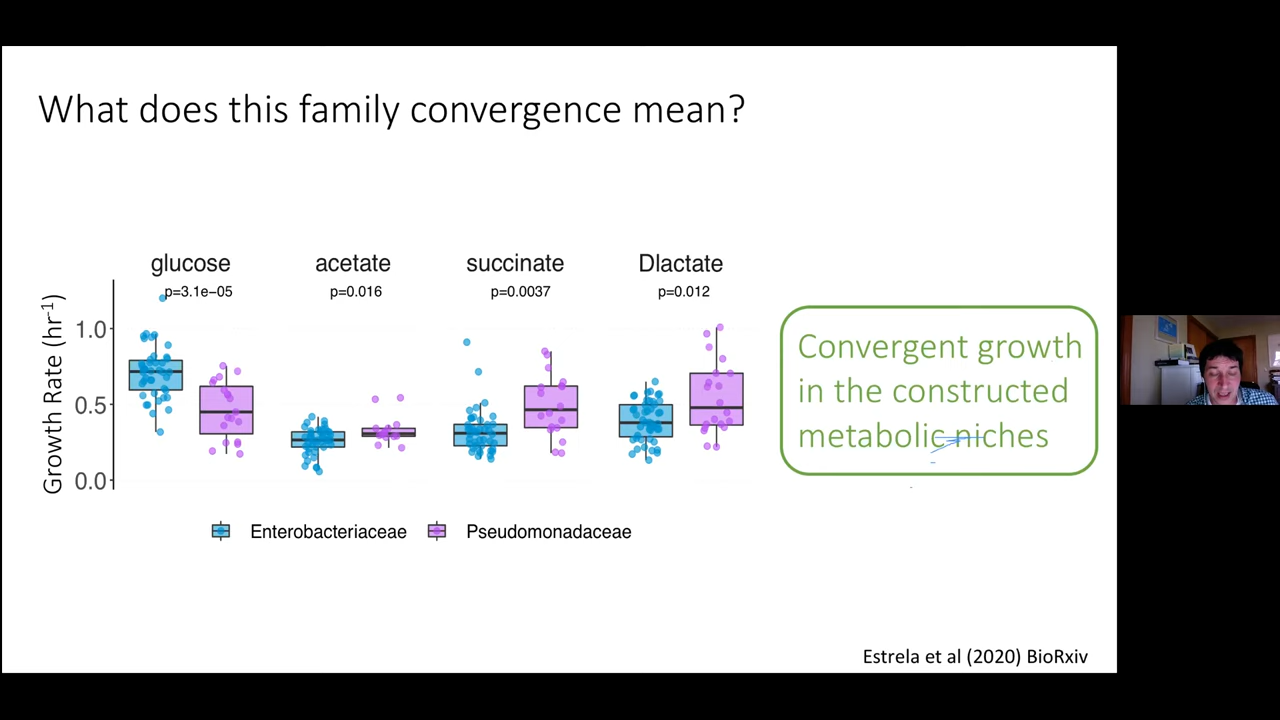 What does this family convergence mean?
glucose acetate succinate Dlactate
p=3.1e−05 p=0.016 p=0.0037 p=0.012
Growth Rate (hr⁻¹)
1.0
0.5
0.0
Convergent growth
in the constructed
metabolic niches
Enterobacteriaceae Pseudomonadaceae
Estrela et al (2020) BioRxiv